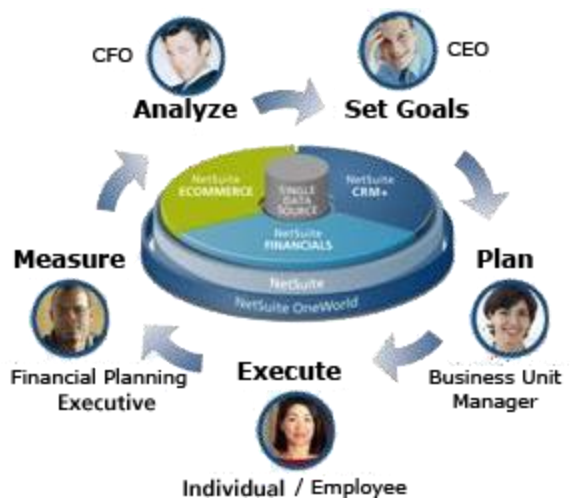 CFO
CEO
Analyze
Set Goals
NetSuite
ECOMMERCE
SINGLE
DATA
SOURCE
NetSuite
CRM+
NetSuite
FINANCIALS
Measure
Plan
NetSuite
NetSuite OneWorld
Execute
Financial Planning
Executive
Business Unit
Manager
Individual / Employee